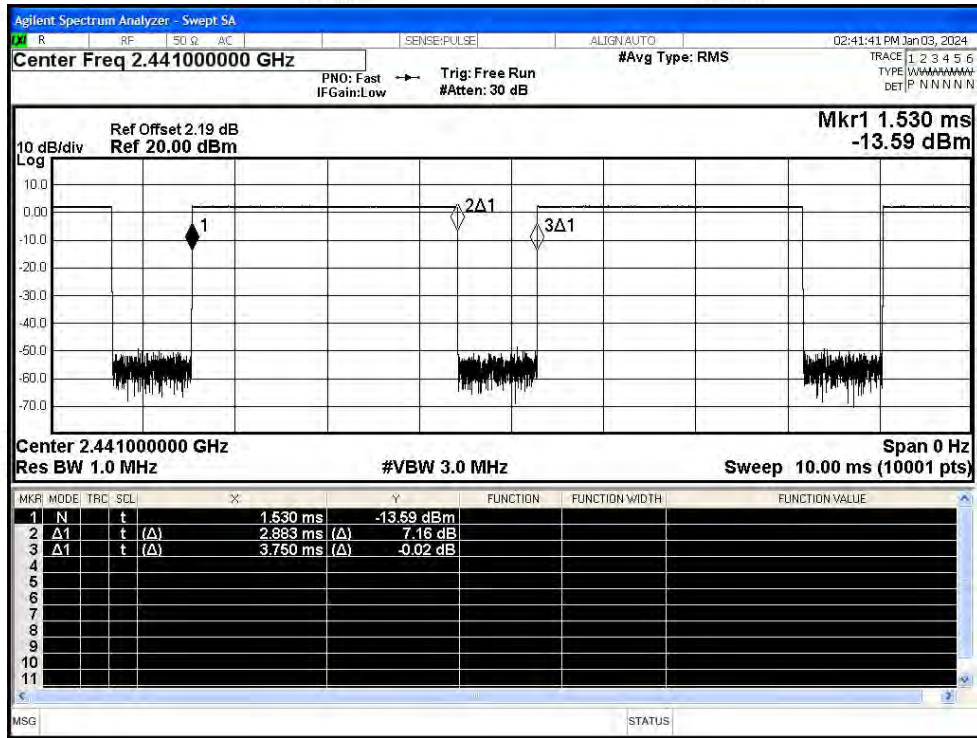 Agilent Spectrum Analyzer - Swept SA
LXI R RF 50 Ω AC SENSE:PULSE ALIGN AUTO 02:41:41 PM Jan 03, 2024
Center Freq 2.441000000 GHz
PNO: Fast
IFGain:Low
Trig: Free Run
#Atten: 30 dB
#Avg Type: RMS
TRACE 1 2 3 4 5 6
TYPE WWWWWW
DET P N N N N N
Mkr1 1.530 ms
-13.59 dBm
Ref Offset 2.19 dB
10 dB/div Ref 20.00 dBm
Log
10.0
0.00
-10.0
-20.0
-30.0
-40.0
-50.0
-60.0
-70.0
1
2Δ1
3Δ1
Center 2.441000000 GHz Span 0 Hz
Res BW 1.0 MHz #VBW 3.0 MHz Sweep 10.00 ms (10001 pts)
MKR MODE TRC SCL X Y FUNCTION FUNCTION WIDTH FUNCTION VALUE
1 N t 1.530 ms -13.59 dBm
2 Δ1 t (Δ) 2.883 ms (Δ) 7.16 dB
3 Δ1 t (Δ) 3.750 ms (Δ) -0.02 dB
4
5
6
7
8
9
10
11
MSG STATUS